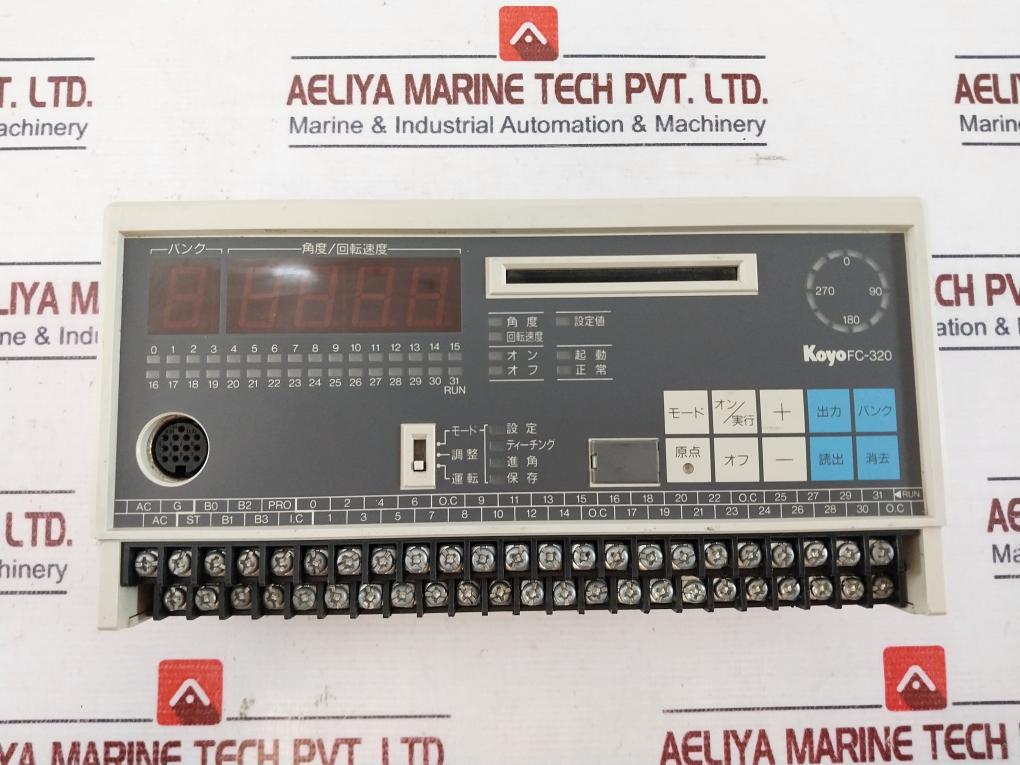 T. LTD.
achinery
AELIYA MARINE TECH PVT. LTD.
Marine & Industrial Automation & Machinery
AELIY
Marin
バンク 角度/回転速度
0 1 2 3 4 5 6 7 8 9 10 11 12 13 14 15
16 17 18 19 20 21 22 23 24 25 26 27 28 29 30 31
RUN
角度 設定値
回転速度
オン 起動
オフ 正常
0
270 90
180
Koyo FC-320
モード 設定
ティーチング
調整
進角
運転 保存
モード オン/実行 + 出力 バンク
原点 オフ - 読出 消去
AC G B0 B2 PRO 0 2 4 6 O.C 9 11 13 15 16 18 20 22 O.C 25 27 29 31 ◀RUN
AC ST B1 B3 I.C 1 3 5 7 8 10 12 14 O.C 17 19 21 23 24 26 28 30 O.C
ELIYA M
ne & Indu
CH PV
ation & M
T. LTD.
hinery
AE
Ma
AELIYA MARINE TECH PVT. LTD.
AELIYA MARINE TECH P